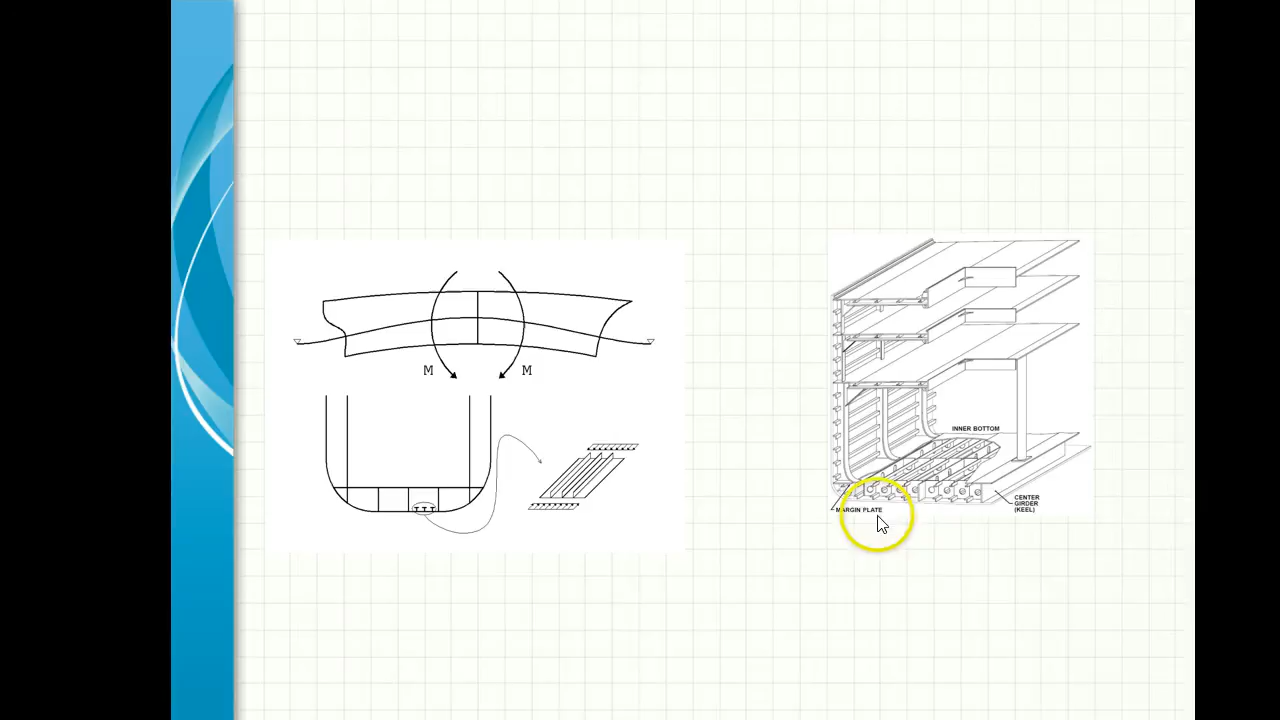 M
M
INNER BOTTOM
CENTER
GIRDER
(KEEL)
MARGIN PLATE